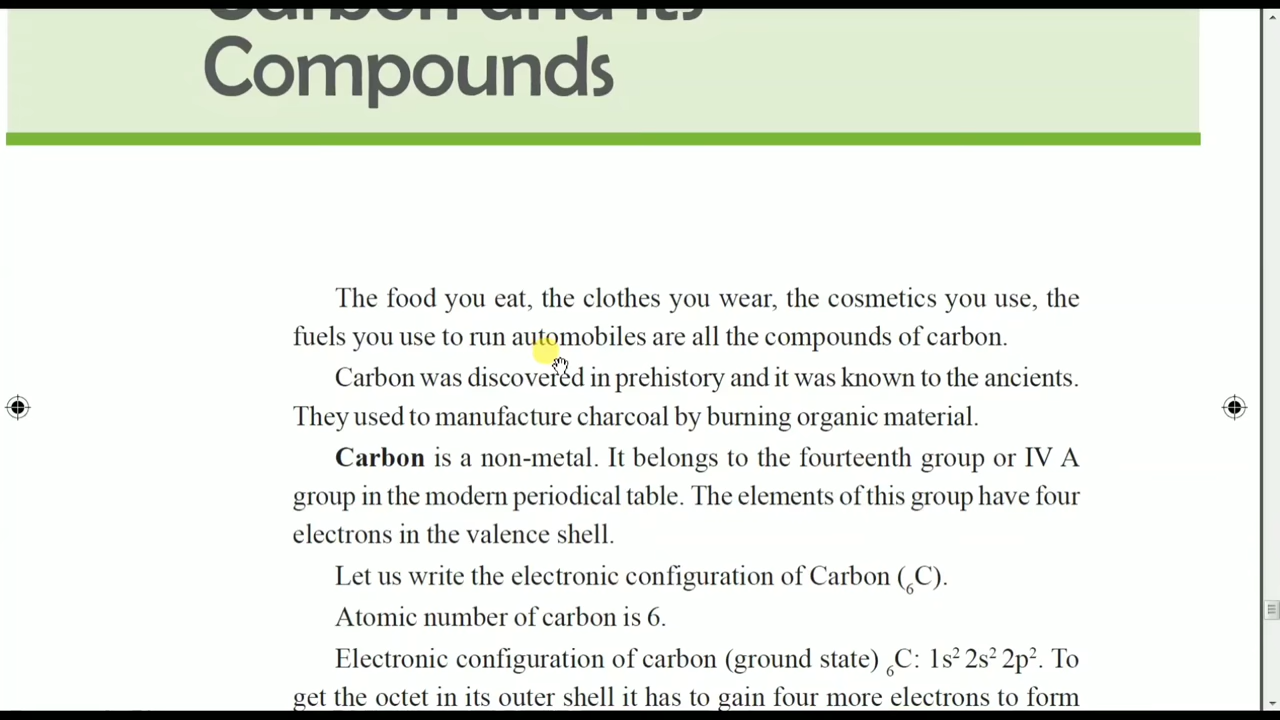 Carbon and its
Compounds
The food you eat, the clothes you wear, the cosmetics you use, the
fuels you use to run automobiles are all the compounds of carbon.
Carbon was discovered in prehistory and it was known to the ancients.
They used to manufacture charcoal by burning organic material.
Carbon is a non-metal. It belongs to the fourteenth group or IV A
group in the modern periodical table. The elements of this group have four
electrons in the valence shell.
Let us write the electronic configuration of Carbon (₆C).
Atomic number of carbon is 6.
Electronic configuration of carbon (ground state) ₆C: 1s² 2s² 2p². To
get the octet in its outer shell it has to gain four more electrons to form